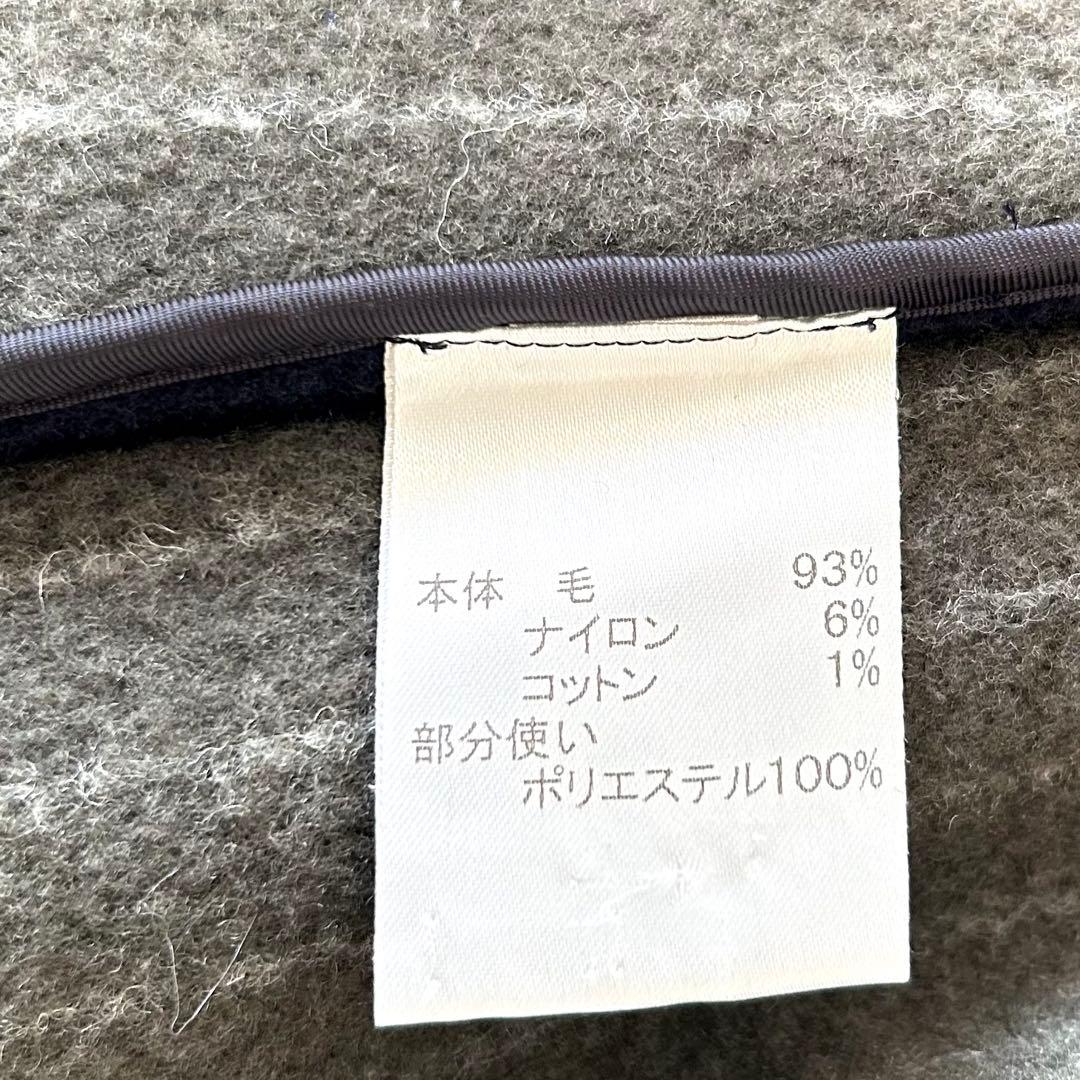 本体 毛 93%
ナイロン 6%
コットン 1%
部分使い
ポリエステル100%